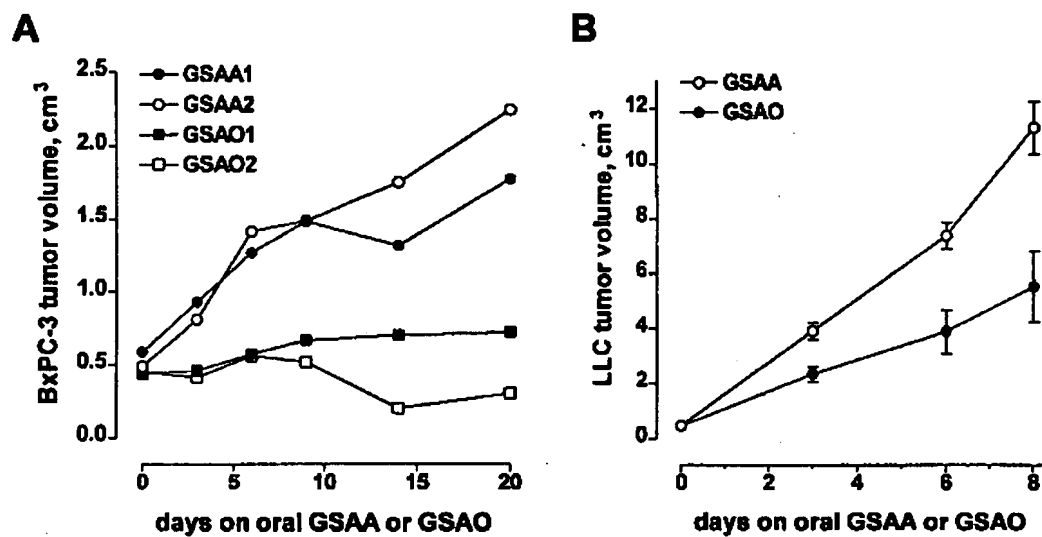 A
BxPC-3 tumor volume, cm3
2.5
2.0
1.5
1.0
0.5
0.0
GSAA1
GSAA2
GSAO1
GSAO2
0 5 10 15 20
days on oral GSAA or GSAO
B
LLC tumor volume, cm3
12
8
6
4
2
0
GSAA
GSAO
0 2 4 6 8
days on oral GSAA or GSAO